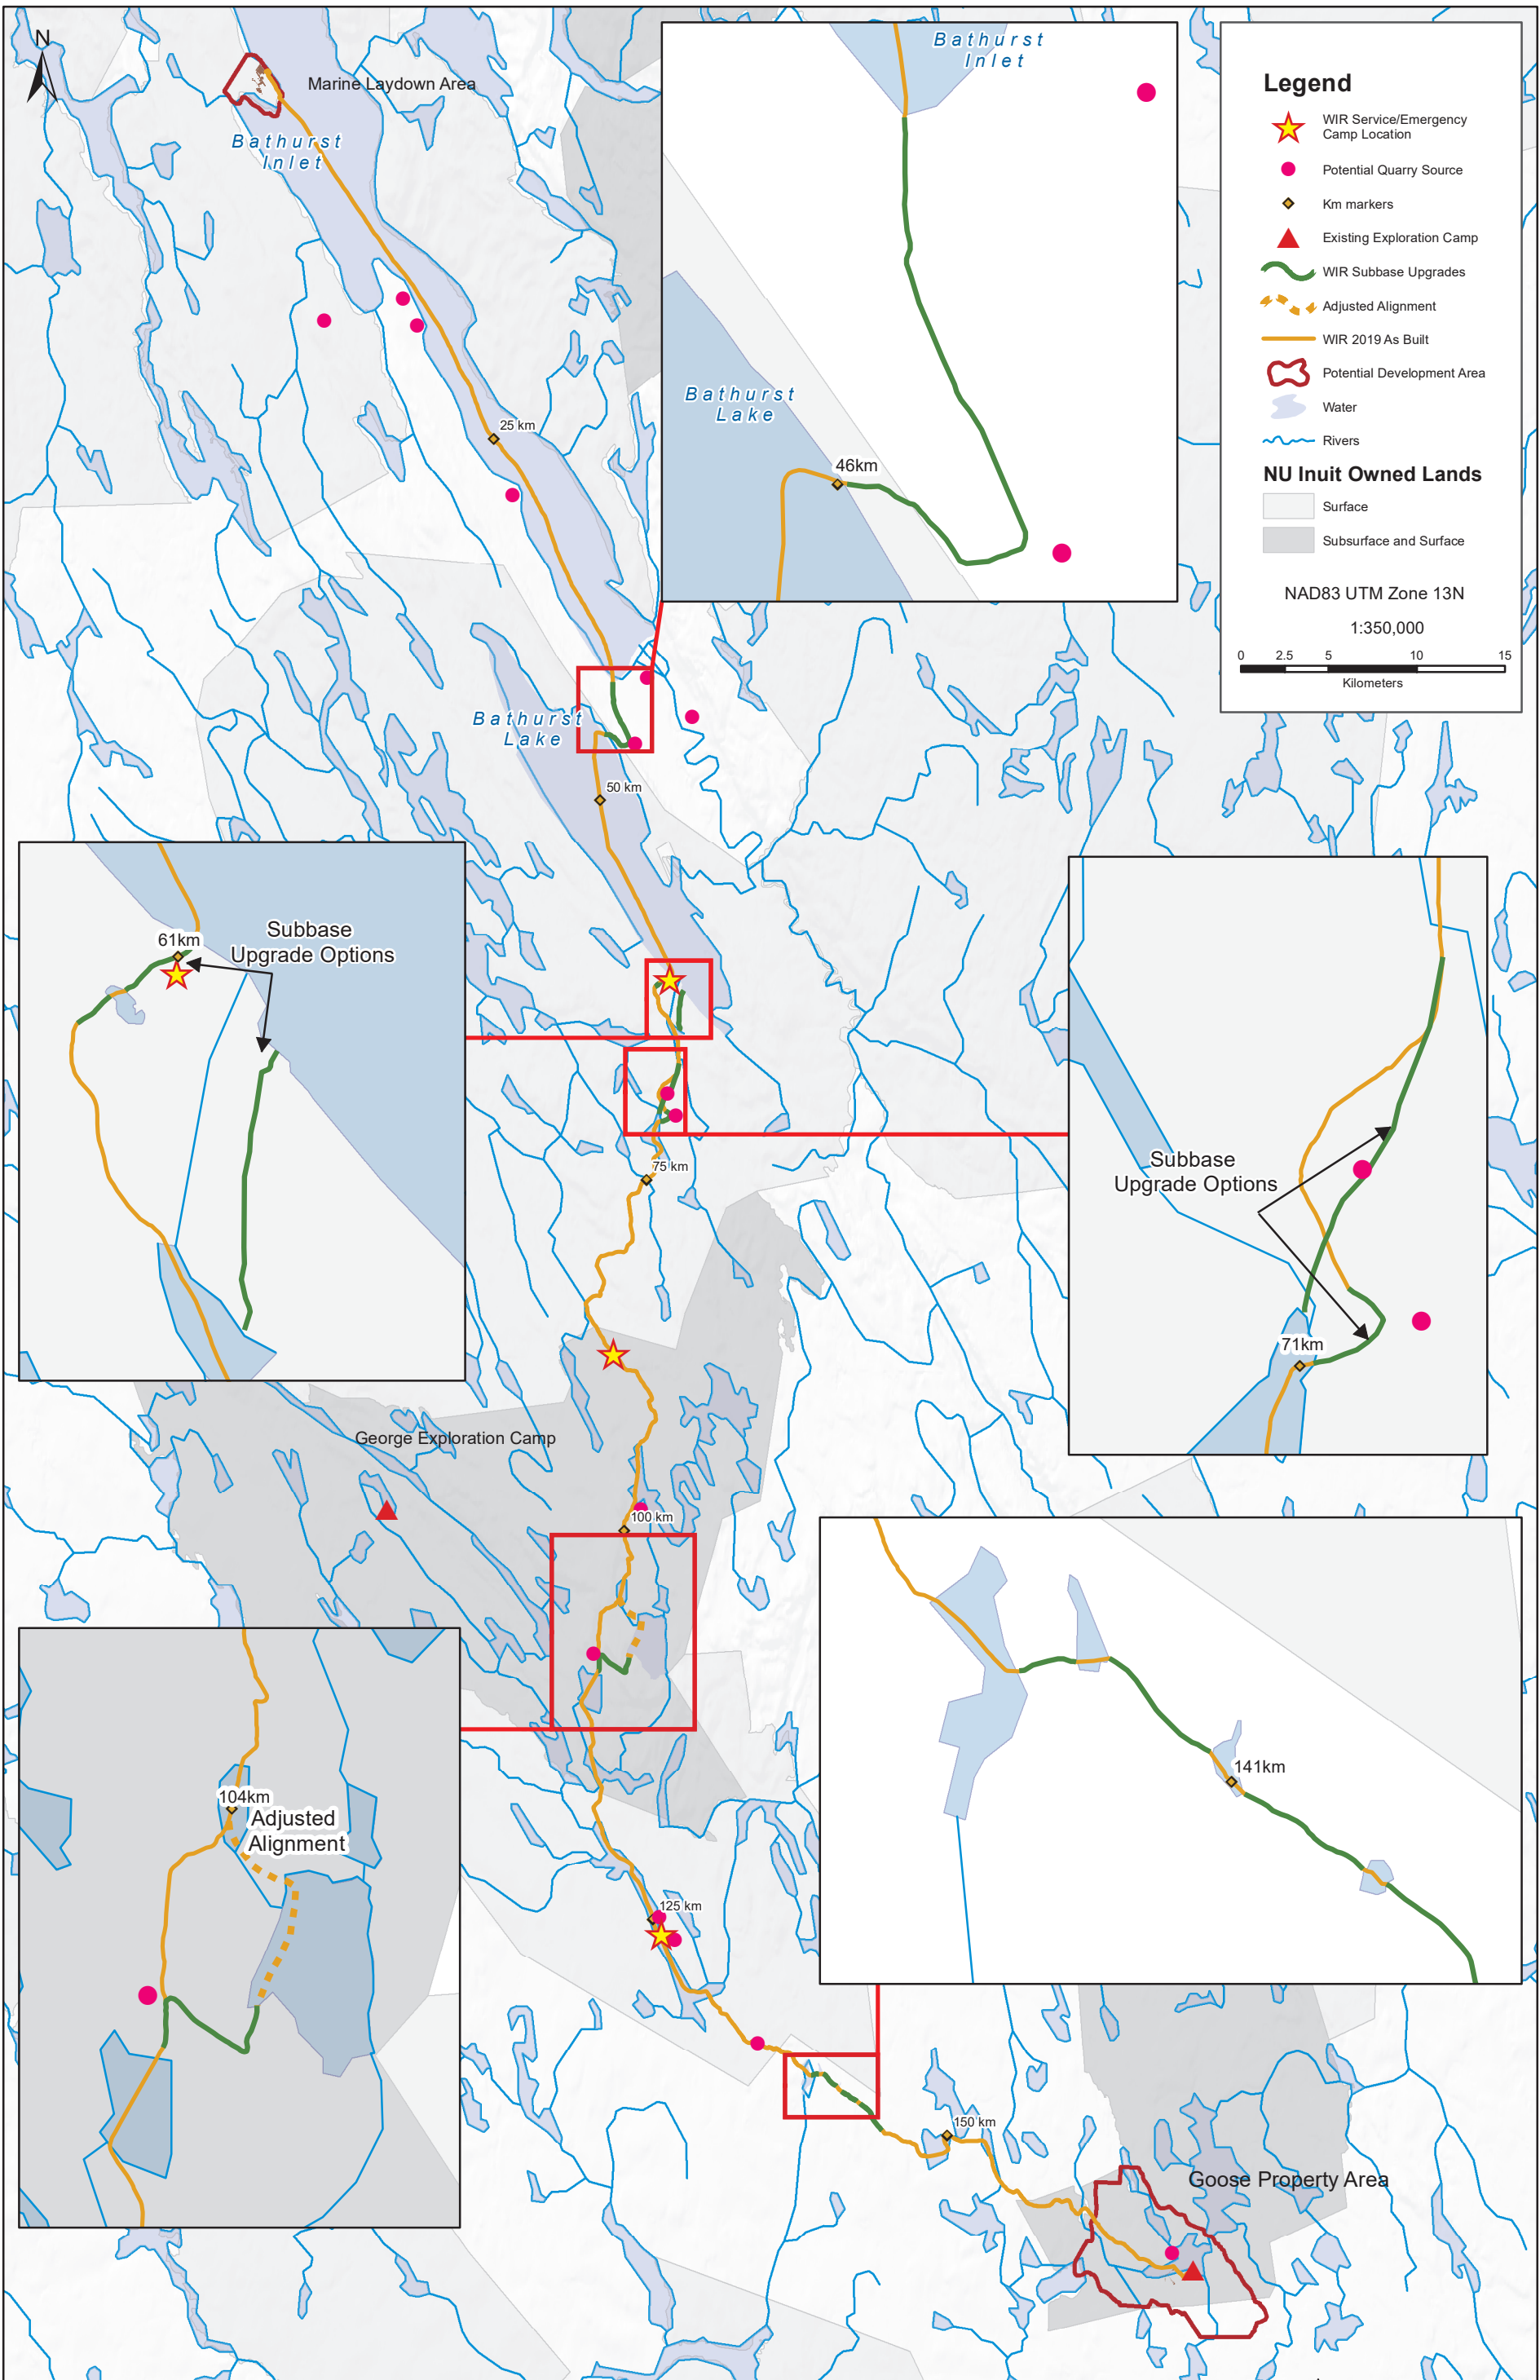 N
Marine Laydown Area
Bathurst
Inlet
Bathurst
Inlet
Bathurst
Lake
46km
Legend
WIR Service/Emergency
Camp Location
Potential Quarry Source
Km markers
Existing Exploration Camp
WIR Subbase Upgrades
Adjusted Alignment
WIR 2019 As Built
Potential Development Area
Water
Rivers
NU Inuit Owned Lands
Surface
Subsurface and Surface
NAD83 UTM Zone 13N
1:350,000
0 2.5 5 10 15
Kilometers
25 km
Bathurst
Lake
50 km
61km
Subbase
Upgrade Options
Subbase
Upgrade Options
71km
75 km
George Exploration Camp
100 km
104km
Adjusted
Alignment
141km
125 km
150 km
Goose Property Area